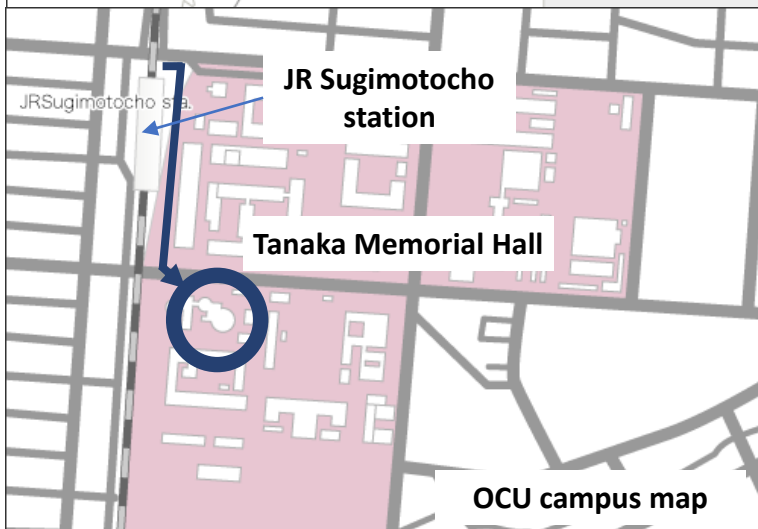 JR Sugimotocho
station
JRSugimotocho sta.
Tanaka Memorial Hall
OCU campus map